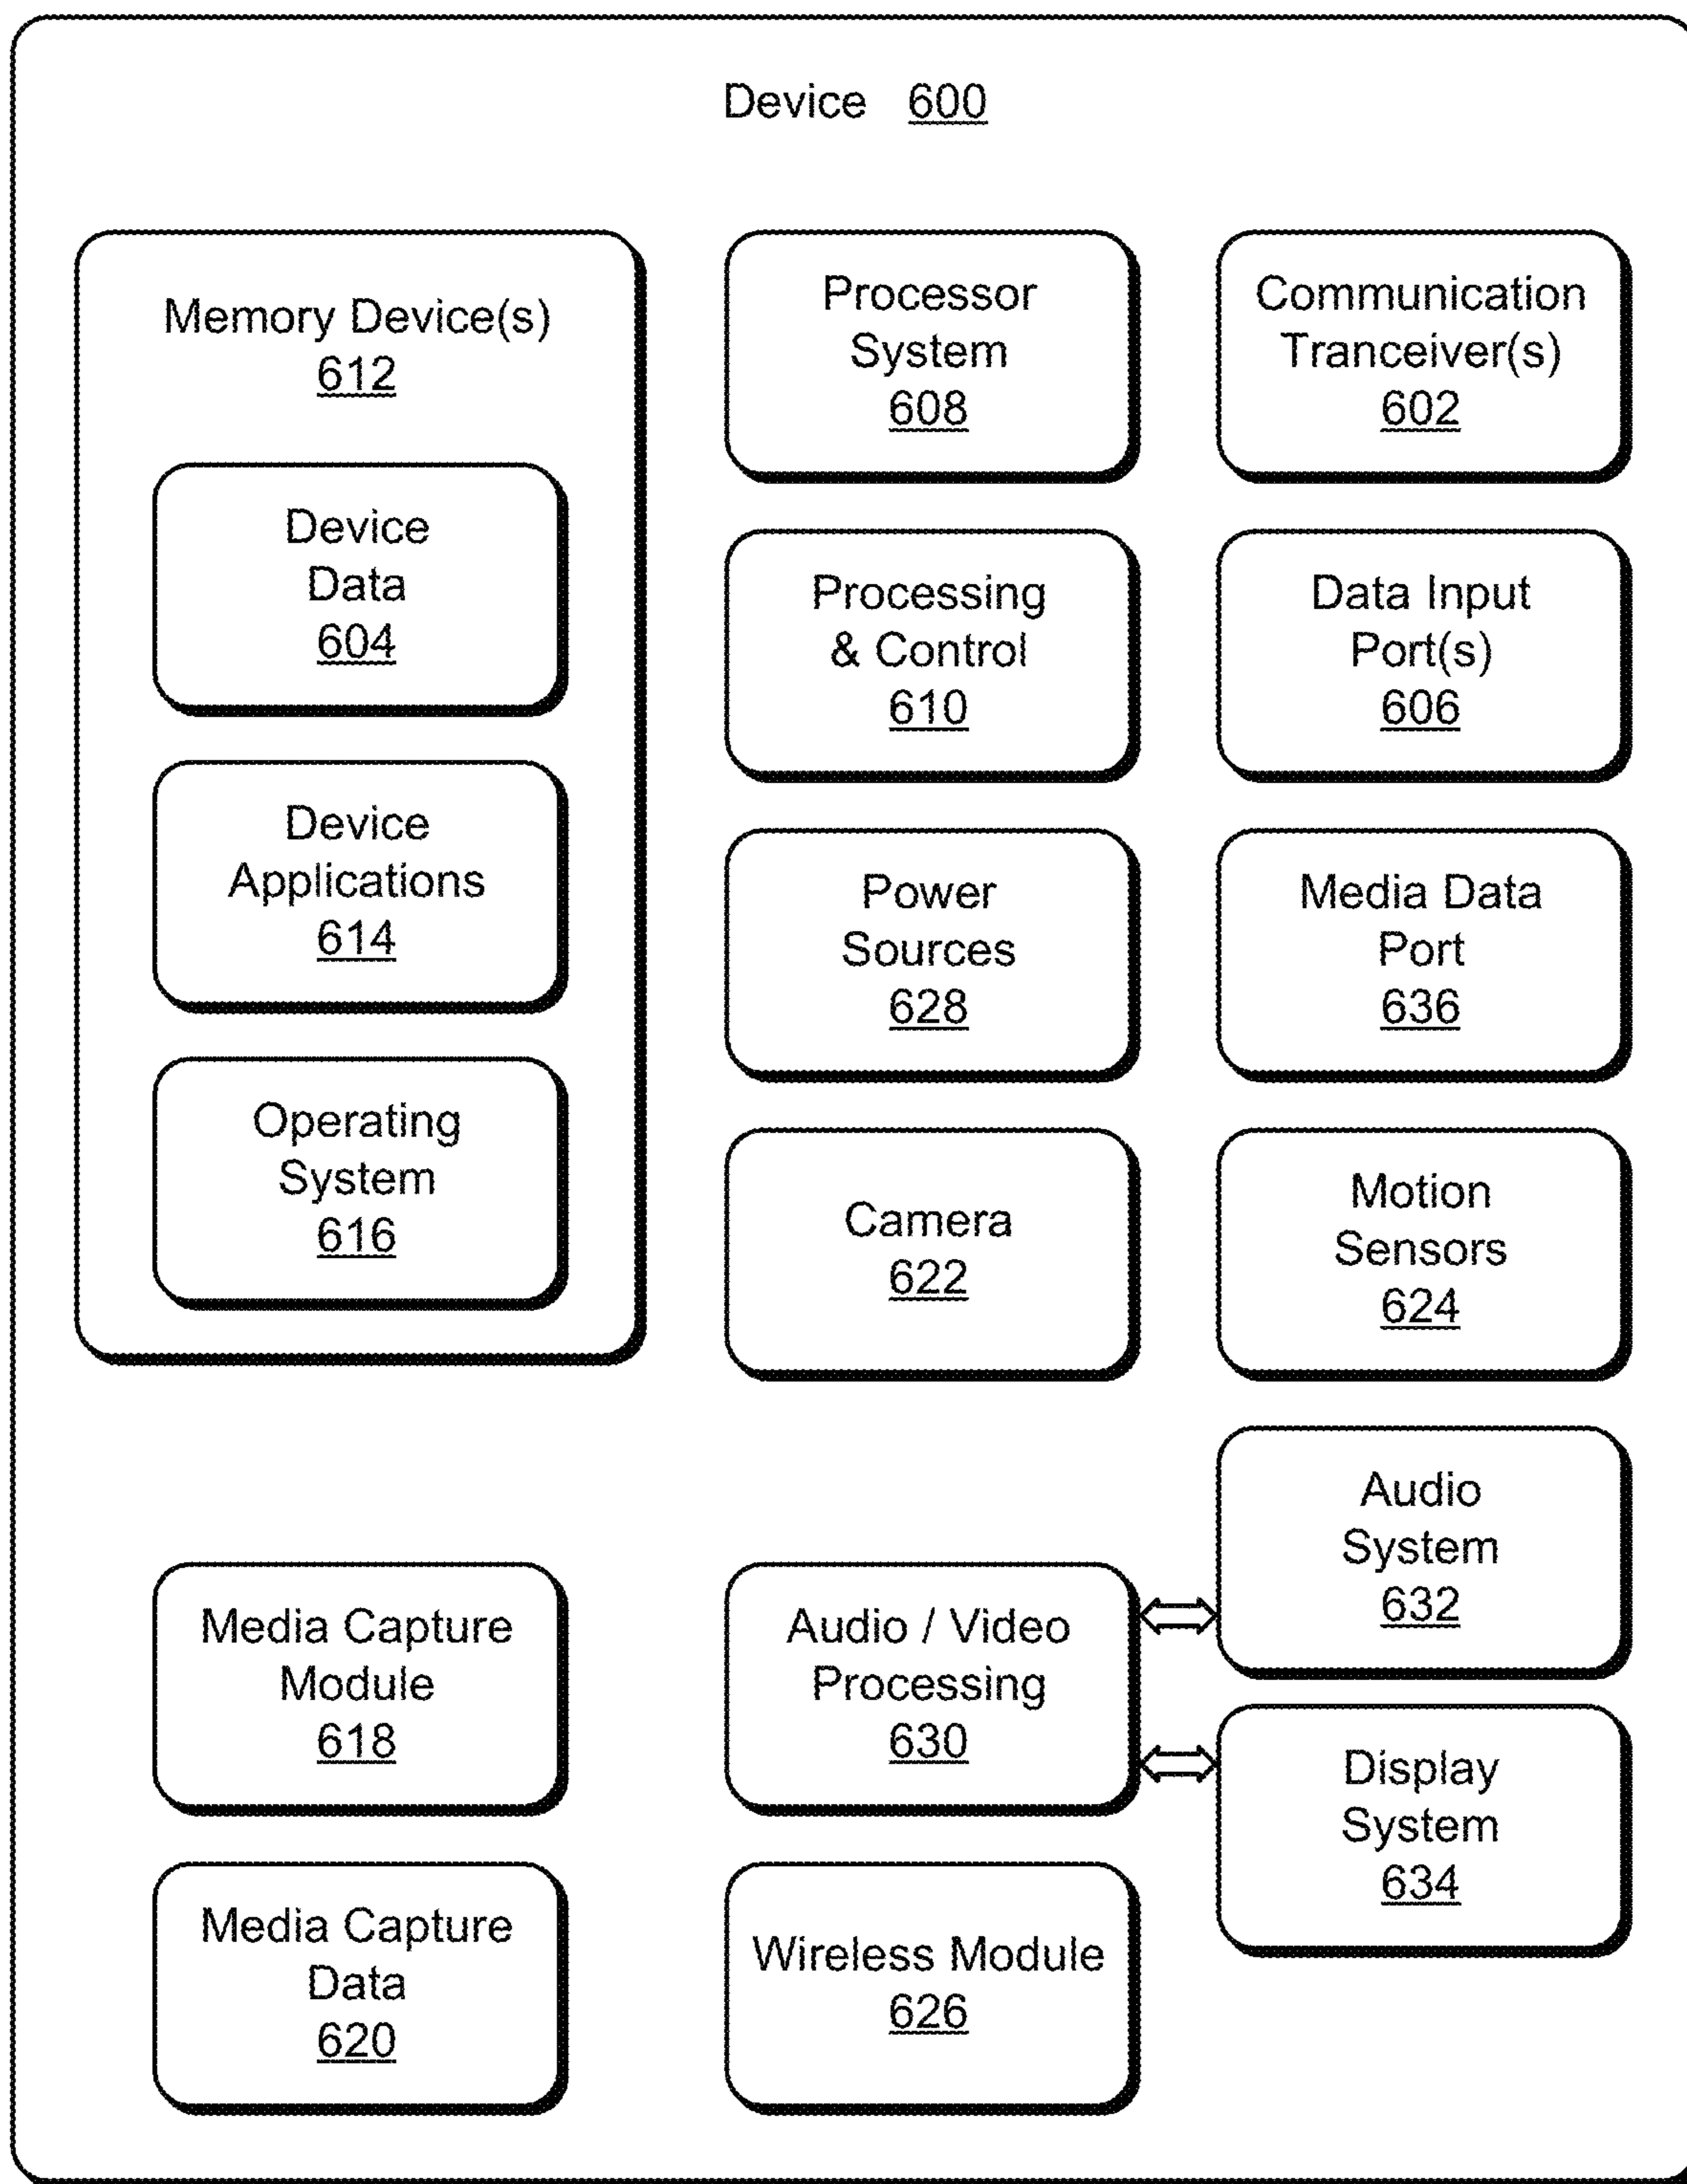 Device 600
Memory Device(s)
612
Device
Data
604
Device
Applications
614
Operating
System
616
Processor
System
608
Communication
Tranceiver(s)
602
Processing
& Control
610
Data Input
Port(s)
606
Power
Sources
628
Media Data
Port
636
Camera
622
Motion
Sensors
624
Audio
System
632
Media Capture
Module
618
Audio / Video
Processing
630
Display
System
634
Media Capture
Data
620
Wireless Module
626